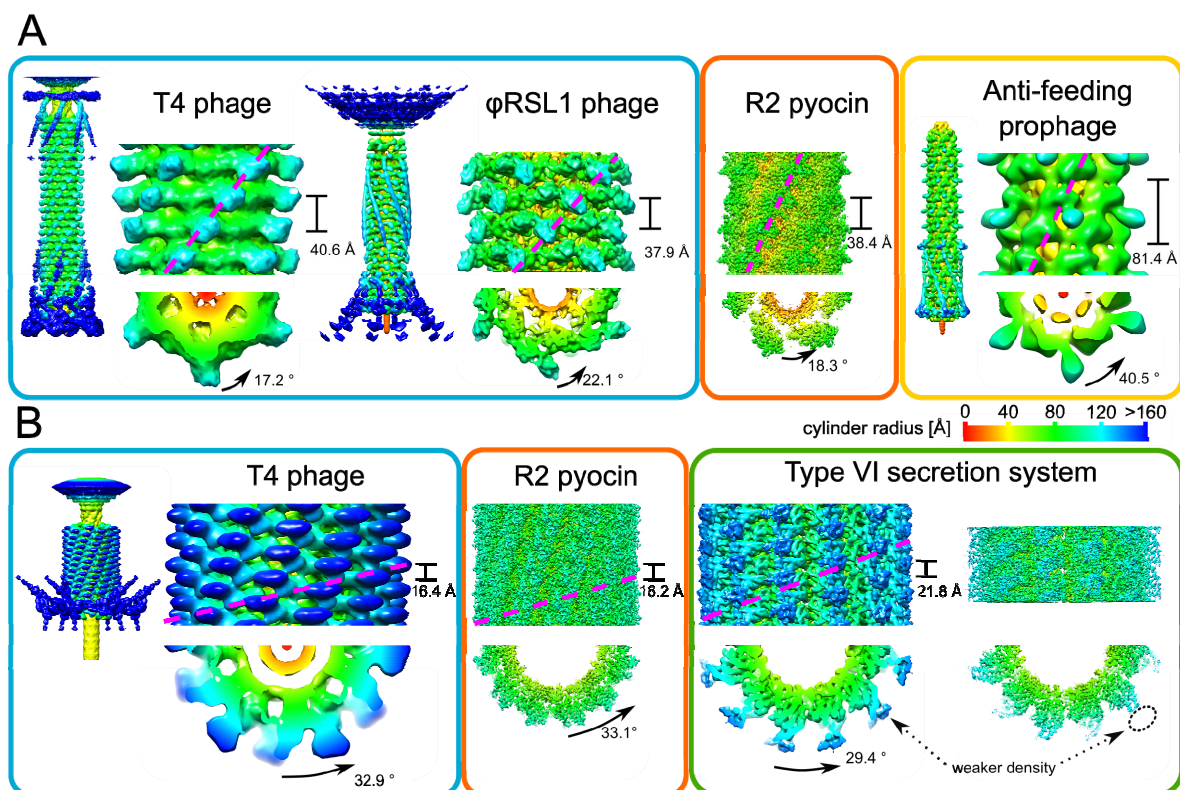 A
T4 phage
φRSL1 phage
R2 pyocin
Anti-feeding
prophage
40.6 Å
37.9 Å
38.4 Å
81.4 Å
17.2 °
22.1 °
18.3 °
40.5 °
B
cylinder radius [Å]
0 40 80 120 >160
T4 phage
R2 pyocin
Type VI secretion system
16.4 Å
16.2 Å
21.8 Å
32.9 °
33.1°
29.4 °
weaker density